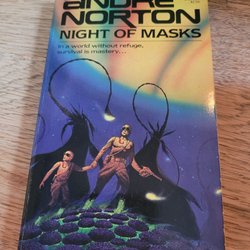 ANDRE
NORTON
NIGHT OF MASKS
In a world without refuge,
survival is mastery...